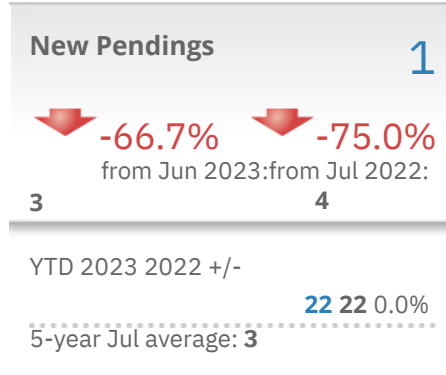 New Pendings 1
-66.7% -75.0%
from Jun 2023:from Jul 2022:
3 4
YTD 2023 2022 +/-
22 22 0.0%
5-year Jul average: 3